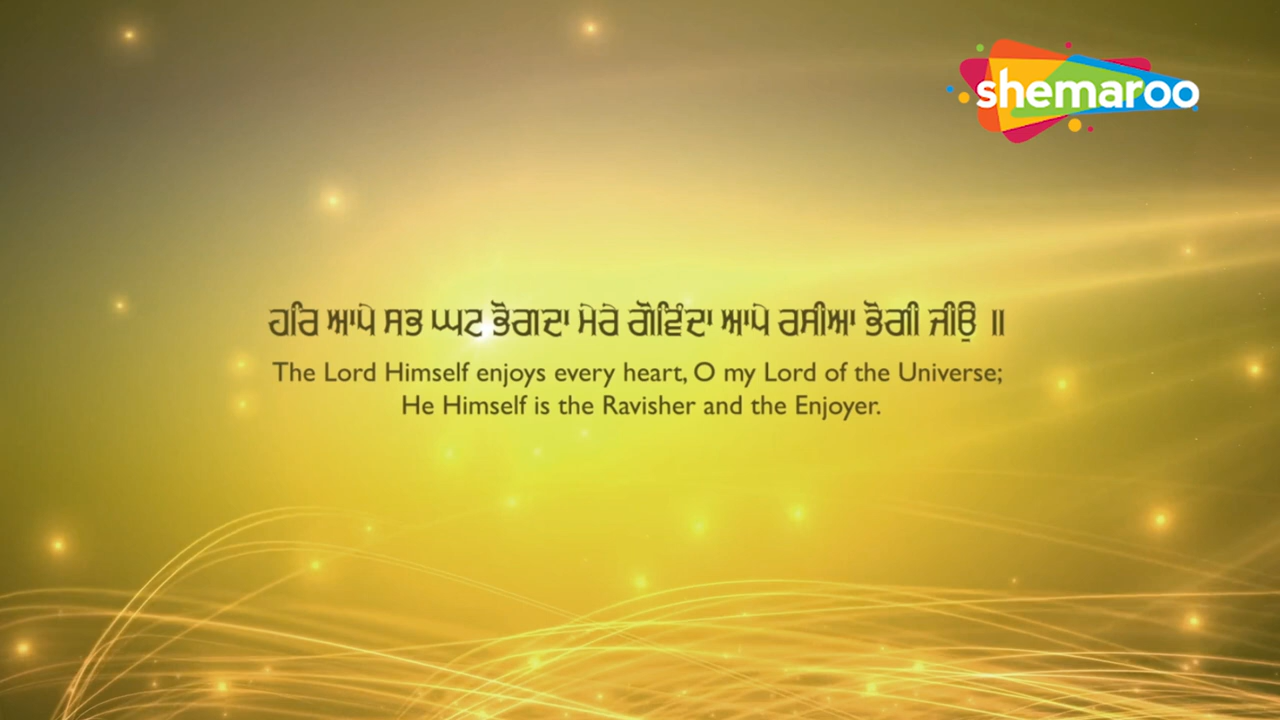 shemaroo
ਹਰਿ ਆਪੇ ਸਭ ਘਟ ਭੋਗਦਾ ਮੇਰੇ ਗੋਵਿੰਦਾ ਆਪੇ ਰਸੀਆ ਭੋਗੀ ਜੀਉ ॥
The Lord Himself enjoys every heart, O my Lord of the Universe;
He Himself is the Ravisher and the Enjoyer.